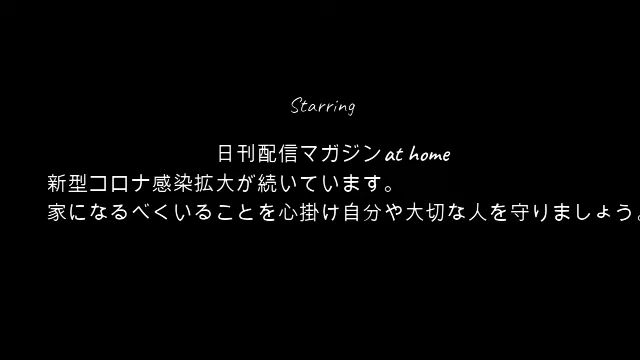 Starring
日刊配信マガジン at home
新型コロナ感染拡大が続いています。
家になるべくいることを心掛け自分や大切な人を守りましょう。